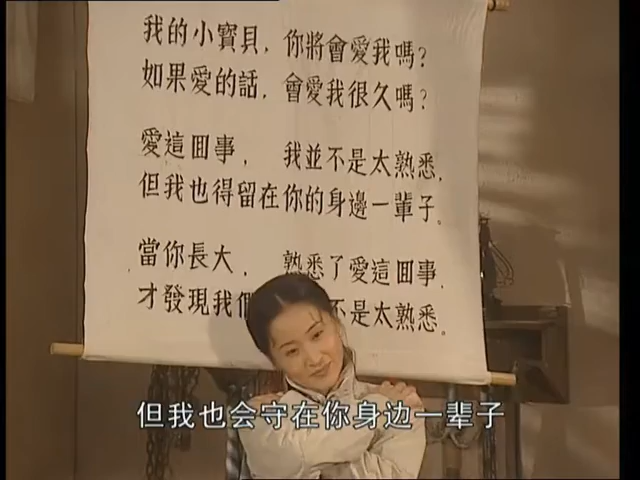 我的小寶貝，你將會愛我嗎？
如果愛的話，會愛我很久嗎？
愛這回事，我並不是太熟悉，
但我也得留在你的身邊一輩子。
當你長大，熟悉了愛這回事，
才發現我們 不是太熟悉。
但我也会守在你身边一辈子